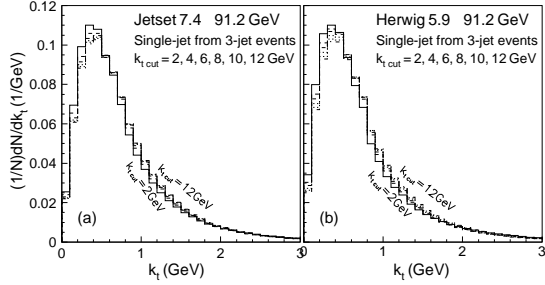 (1/N)dN/dk_t (1/GeV)
0.12
0.1
0.08
0.06
0.04
0.02
0
Jetset 7.4 91.2 GeV
Single-jet from 3-jet events
k_t cut = 2, 4, 6, 8, 10, 12 GeV
k_t cut = 12GeV
k_t cut = 2GeV
(a)
0 1 2 3
k_t (GeV)
Herwig 5.9 91.2 GeV
Single-jet from 3-jet events
k_t cut = 2, 4, 6, 8, 10, 12 GeV
k_t cut = 12GeV
k_t cut = 2GeV
(b)
0 1 2 3
k_t (GeV)